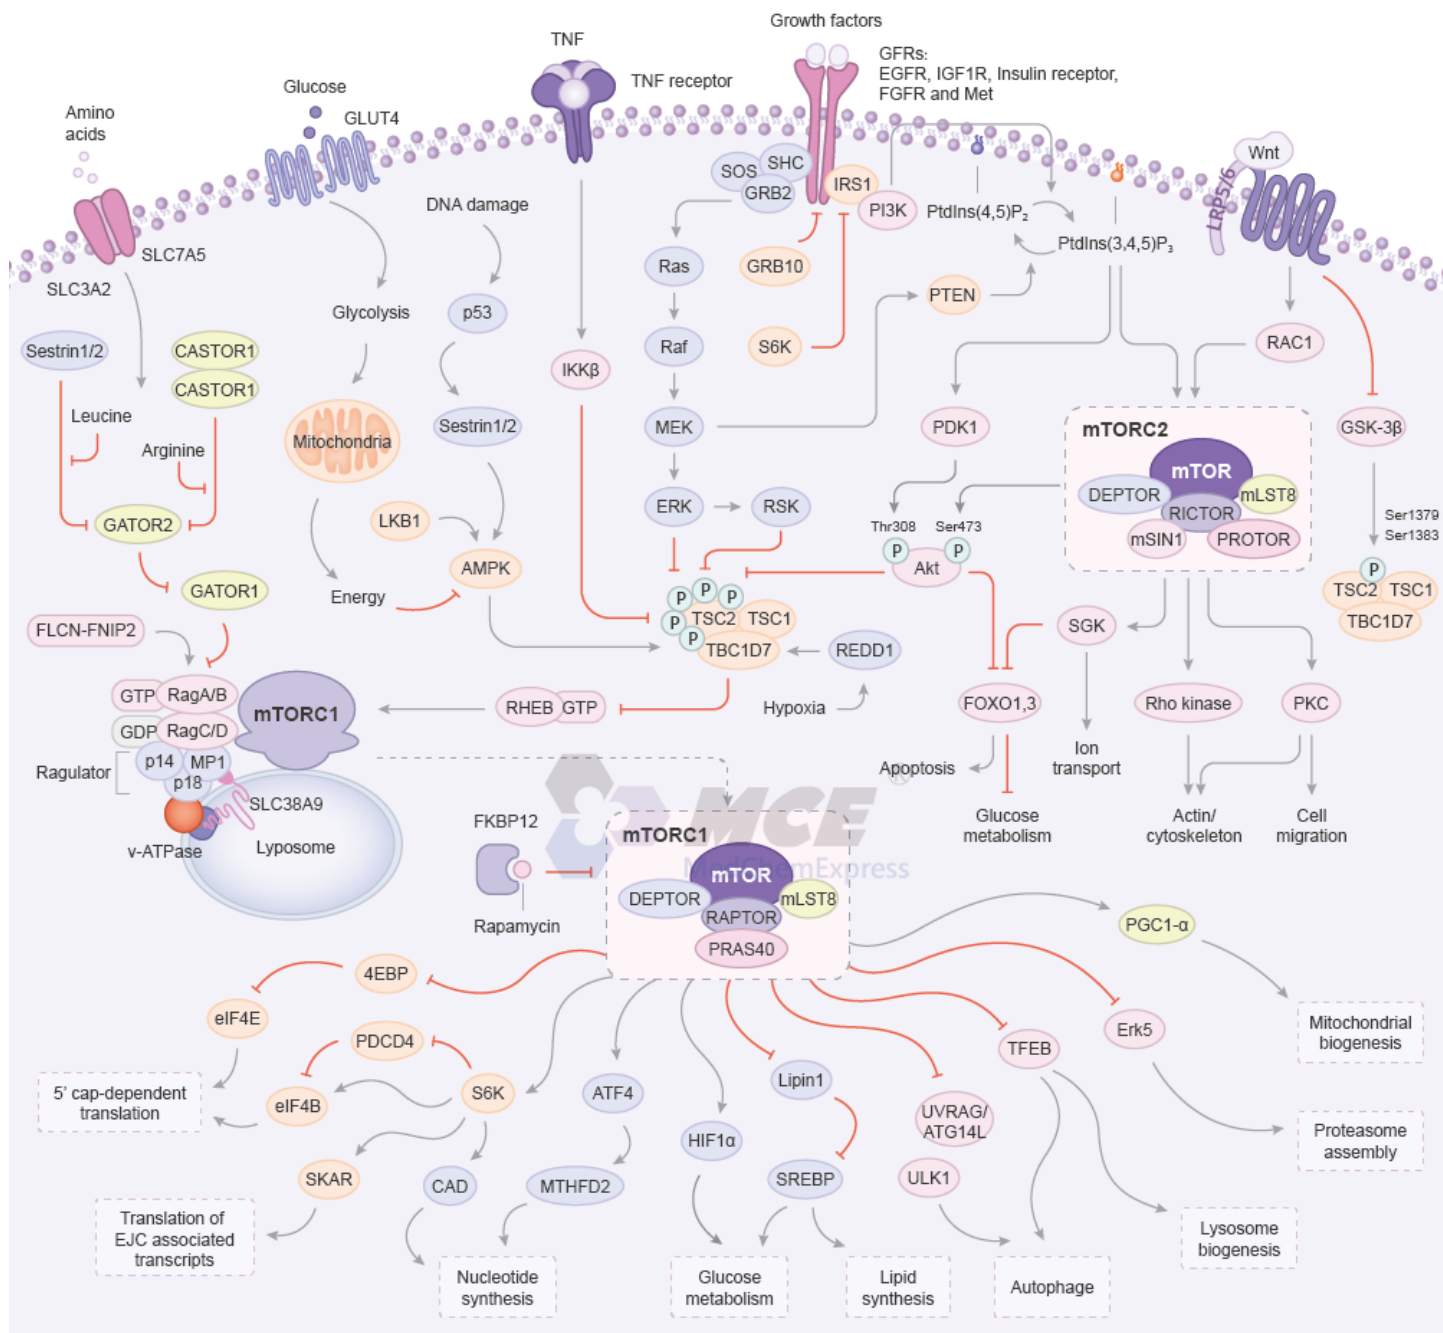 Growth factors
TNF
GFRs:
EGFR, IGF1R, Insulin receptor,
FGFR and Met
TNF receptor
Glucose
GLUT4
Amino
acids
Wnt
LRP5/6
SOS
SHC
GRB2
IRS1
PI3K
PtdIns(4,5)P₂
PtdIns(3,4,5)P₃
DNA damage
SLC7A5
SLC3A2
Ras
GRB10
PTEN
Glycolysis
p53
Sestrin1/2
CASTOR1
CASTOR1
IKKβ
Raf
S6K
RAC1
Leucine
Arginine
Mitochondria
Sestrin1/2
MEK
PDK1
GSK-3β
mTORC2
mTOR
DEPTOR
mLST8
RICTOR
mSIN1
PROTOR
Ser1379
Ser1383
GATOR2
LKB1
ERK
RSK
Thr308
Ser473
P
P
Akt
AMPK
GATOR1
Energy
P
P
P
P
P
TSC2
TSC1
TBC1D7
P
TSC2
TSC1
TBC1D7
FLCN-FNIP2
REDD1
SGK
GTP
RagA/B
GDP
RagC/D
mTORC1
RHEB
GTP
Hypoxia
FOXO1,3
Rho kinase
PKC
Ragulator
p14
MP1
p18
SLC38A9
v-ATPase
Lyposome
Apoptosis
Ion
transport
Glucose
metabolism
Actin/
cytoskeleton
Cell
migration
®
MCE
MedChemExpress
FKBP12
Rapamycin
mTORC1
mTOR
DEPTOR
mLST8
RAPTOR
PRAS40
PGC1-α
4EBP
eIF4E
PDCD4
TFEB
Erk5
Mitochondrial
biogenesis
5’ cap-dependent
translation
eIF4B
S6K
ATF4
Lipin1
UVRAG/
ATG14L
HIF1α
Proteasome
assembly
SKAR
CAD
MTHFD2
SREBP
ULK1
Translation of
EJC associated
transcripts
Lysosome
biogenesis
Nucleotide
synthesis
Glucose
metabolism
Lipid
synthesis
Autophage